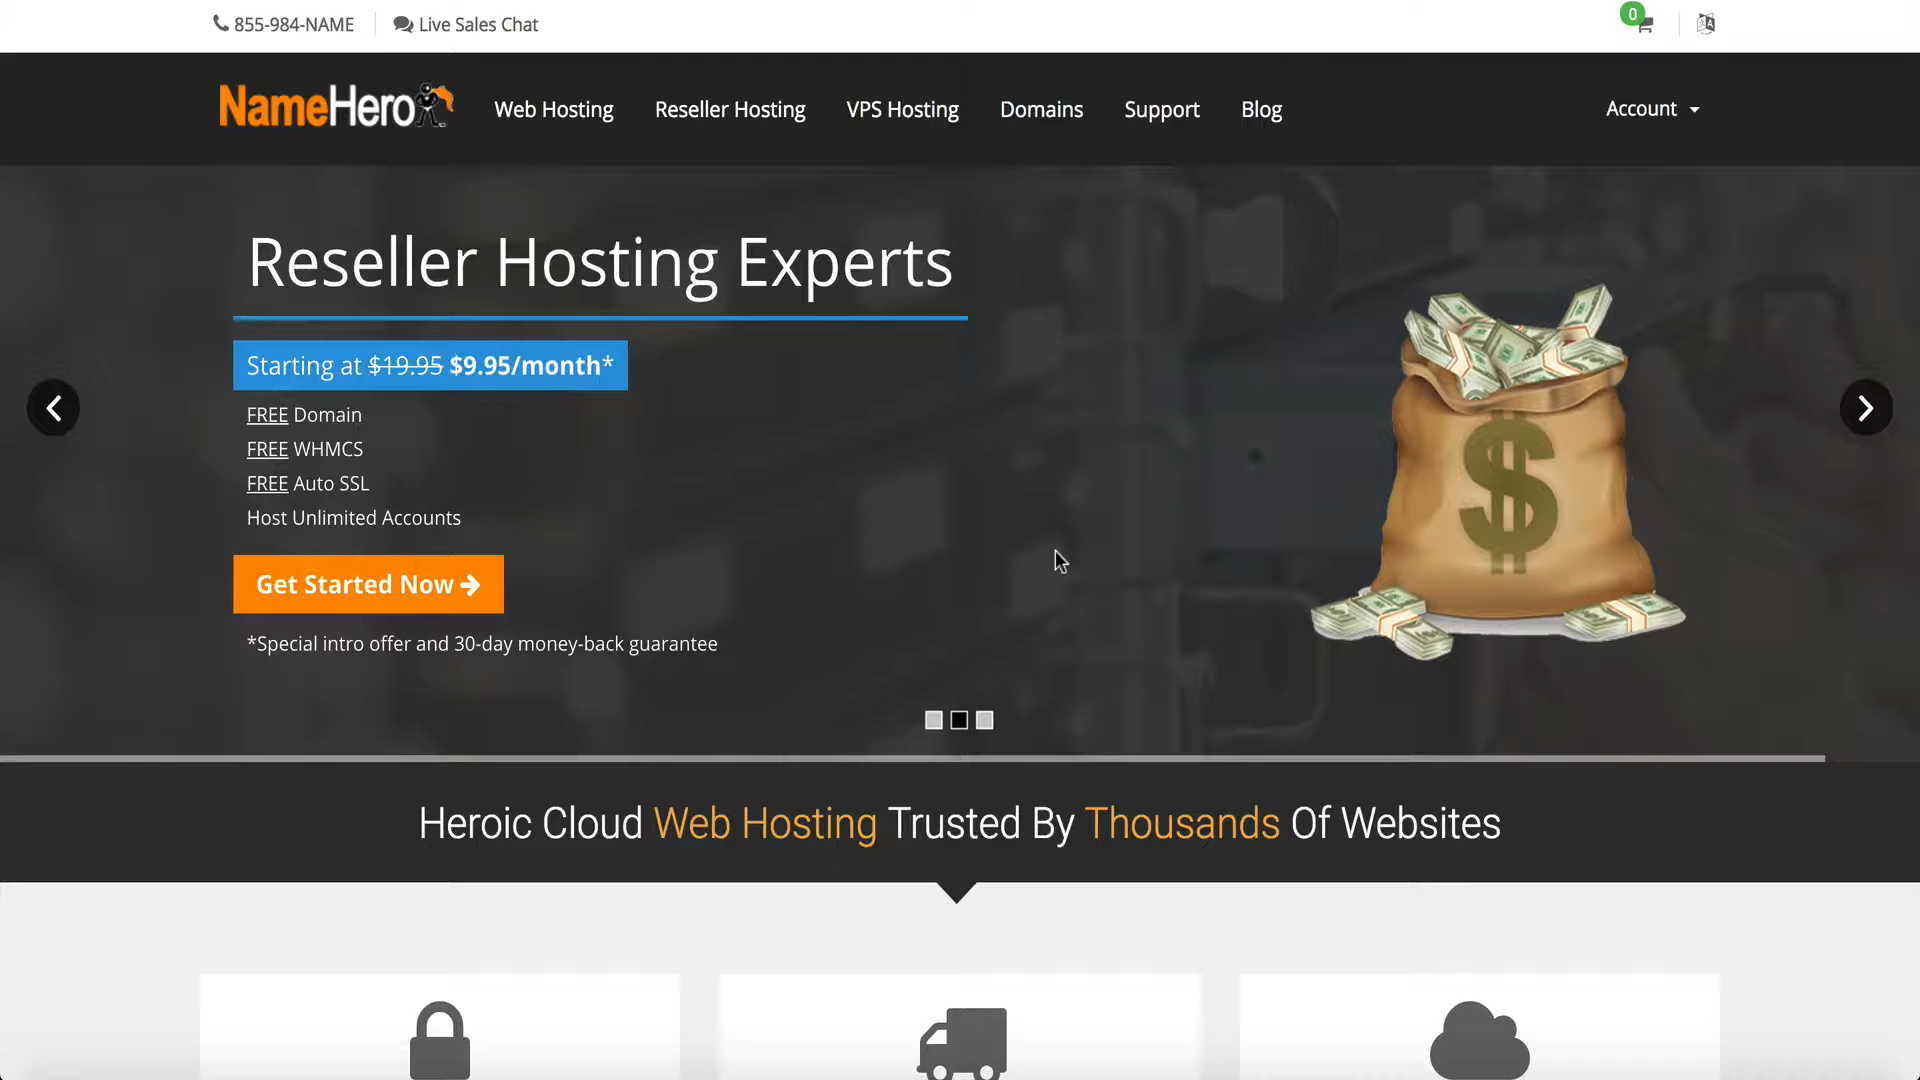 855-984-NAME
Live Sales Chat
0
NameHero
Web Hosting
Reseller Hosting
VPS Hosting
Domains
Support
Blog
Account
Reseller Hosting Experts
Starting at $19.95 $9.95/month*
FREE Domain
FREE WHMCS
FREE Auto SSL
Host Unlimited Accounts
Get Started Now
*Special intro offer and 30-day money-back guarantee
$
Heroic Cloud Web Hosting Trusted By Thousands Of Websites